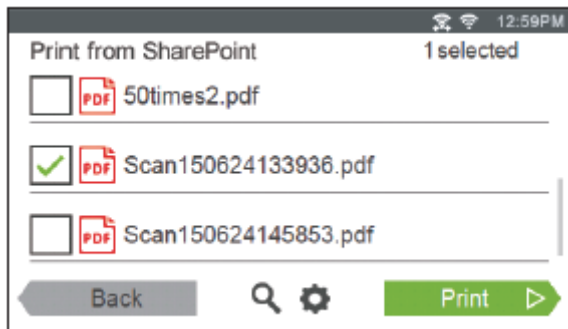 12:59PM
Print from SharePoint 1 selected
PDF 50times2.pdf
PDF Scan150624133936.pdf
PDF Scan150624145853.pdf
Back Print